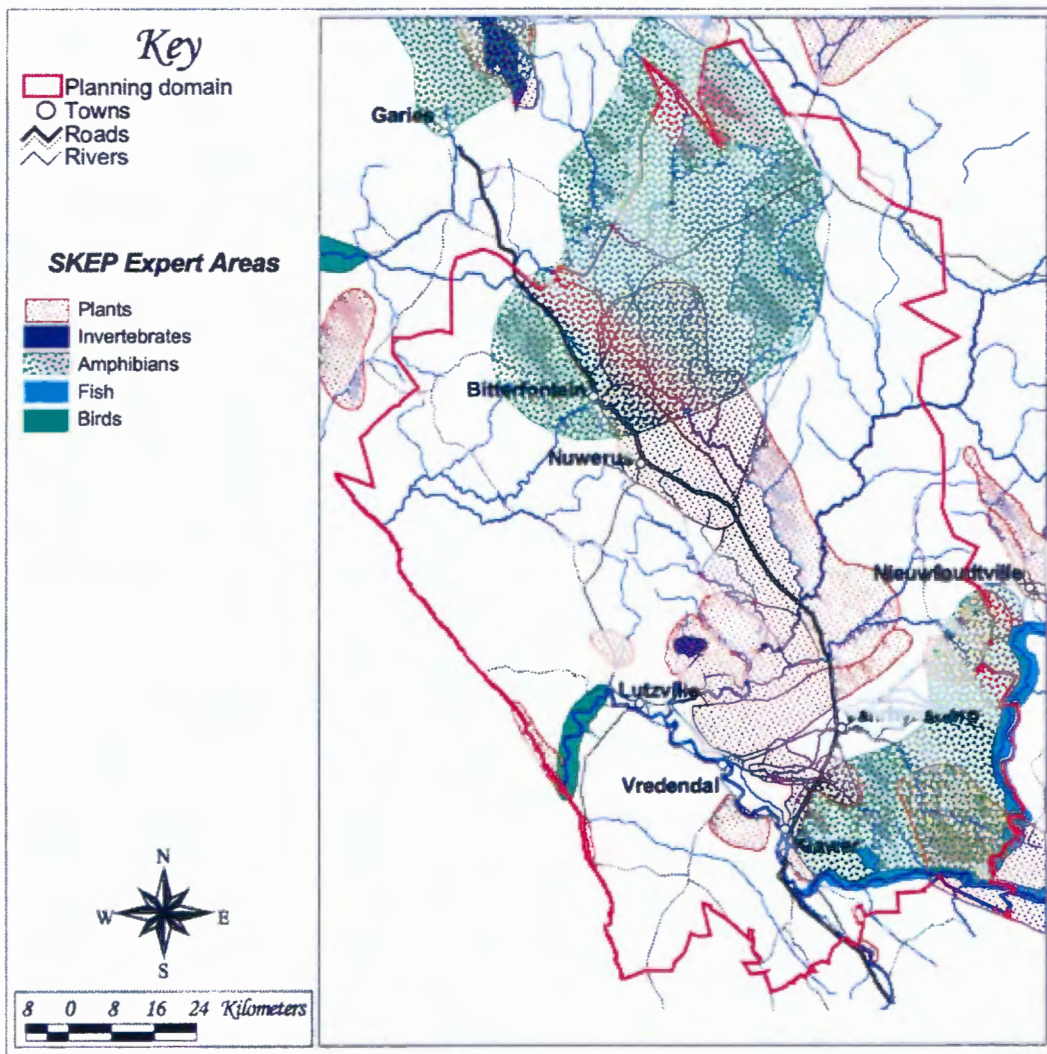 Key
Planning domain
Towns
Roads
Rivers
SKEP Expert Areas
Plants
Invertebrates
Amphibians
Fish
Birds
N
W E
S
8 0 8 16 24 Kilometers
Garies
Bitterfontein
Nuwerus
Nieuwoudtville
Lutzville
Vredendal